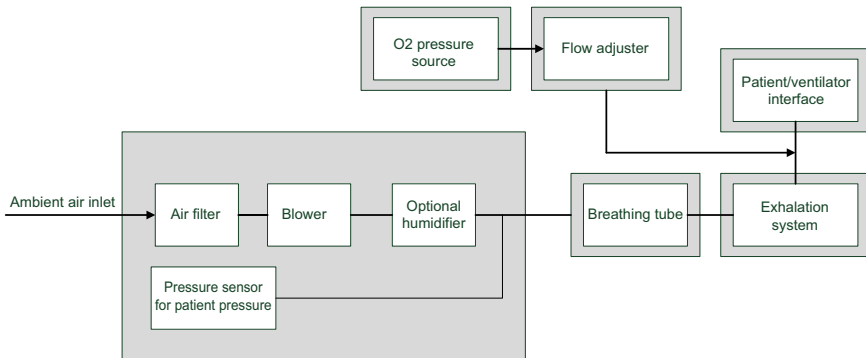 O2 pressure
source
Flow adjuster
Patient/ventilator
interface
Ambient air inlet
Air filter
Blower
Optional
humidifier
Breathing tube
Exhalation
system
Pressure sensor
for patient pressure